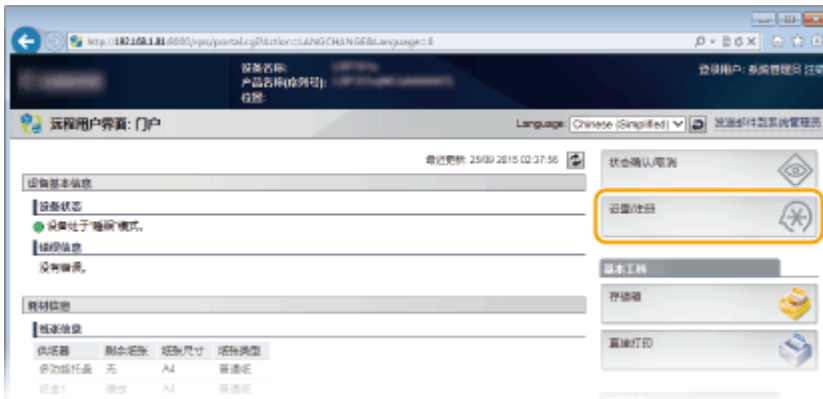 http://192.168.1.81:8000/rps/portal.cgi?Action=LANGCHANGE&Language=6
设备名称:
产品名称(序列号):
位置:
登录用户: 系统管理员 注销
远程用户界面: 门户
Language: Chinese (Simplified)
发送邮件到系统管理员
最近更新: 25/09 2015 02:37:56
状态确认/取消
设备基本信息
设备状态
设备处于"睡眠"模式。
设置/注册
错误信息
没有错误。
基本工具
存储箱
耗材信息
纸张信息
直接打印
供纸器 剩余纸张 纸张尺寸 纸张类型
多功能托盘 无 A4 普通纸
纸盒1 确定 A4 普通纸